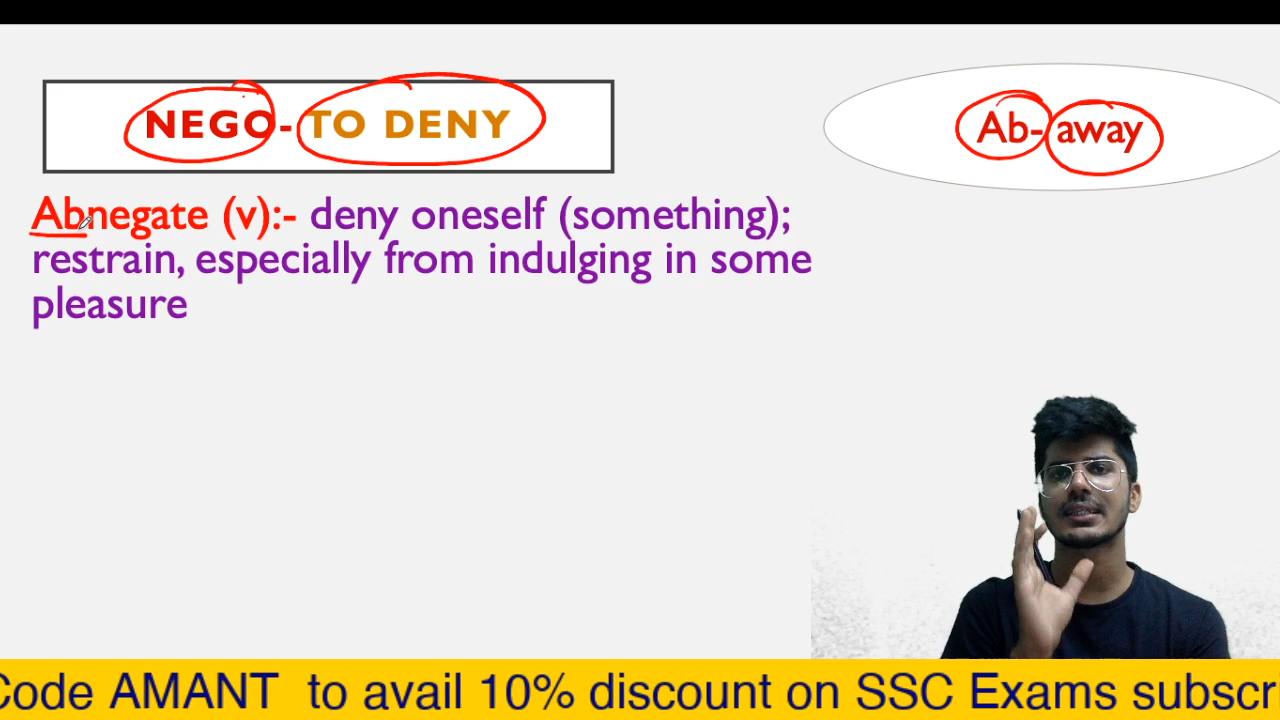 NEGO- TO DENY
Ab- away
Abnegate (v):- deny oneself (something);
restrain, especially from indulging in some
pleasure
Code AMANT to avail 10% discount on SSC Exams subscri